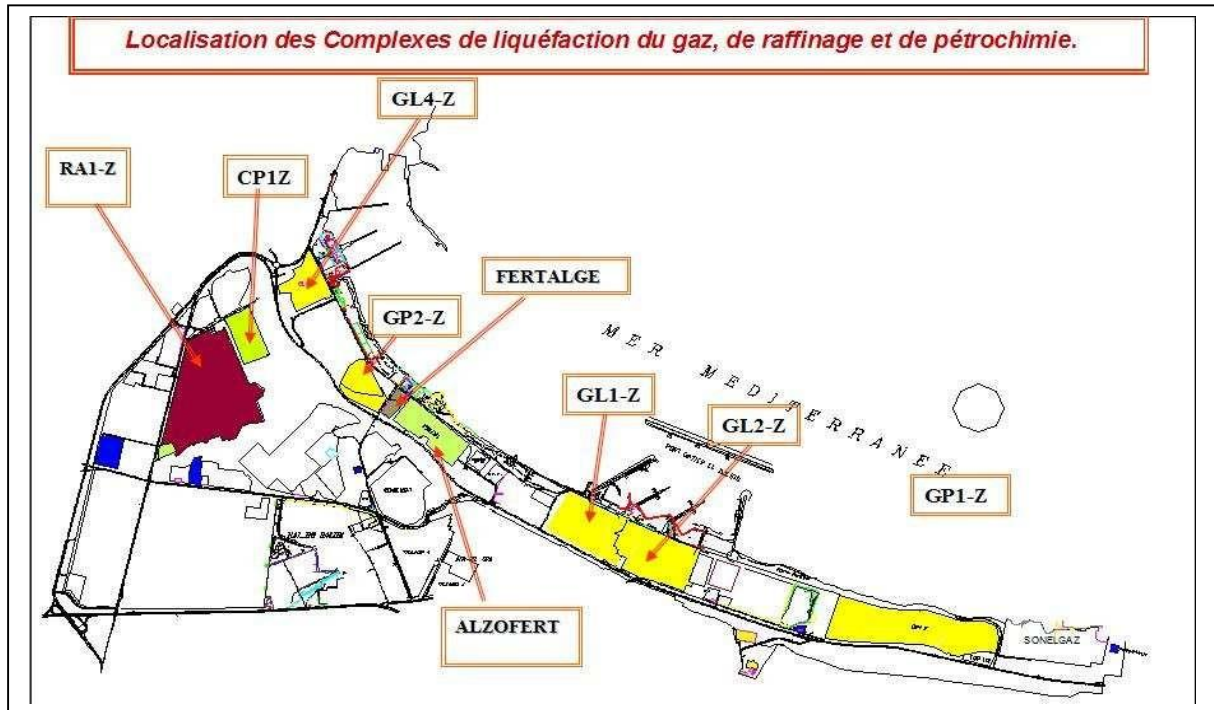 Localisation des Complexes de liquéfaction du gaz, de raffinage et de pétrochimie.
GL4-Z
RA1-Z
CP1Z
FERTALGE
GP2-Z
MER MEDITERRANEE
GL1-Z
GL2-Z
GP1-Z
ALZOFERT
SONELGAZ